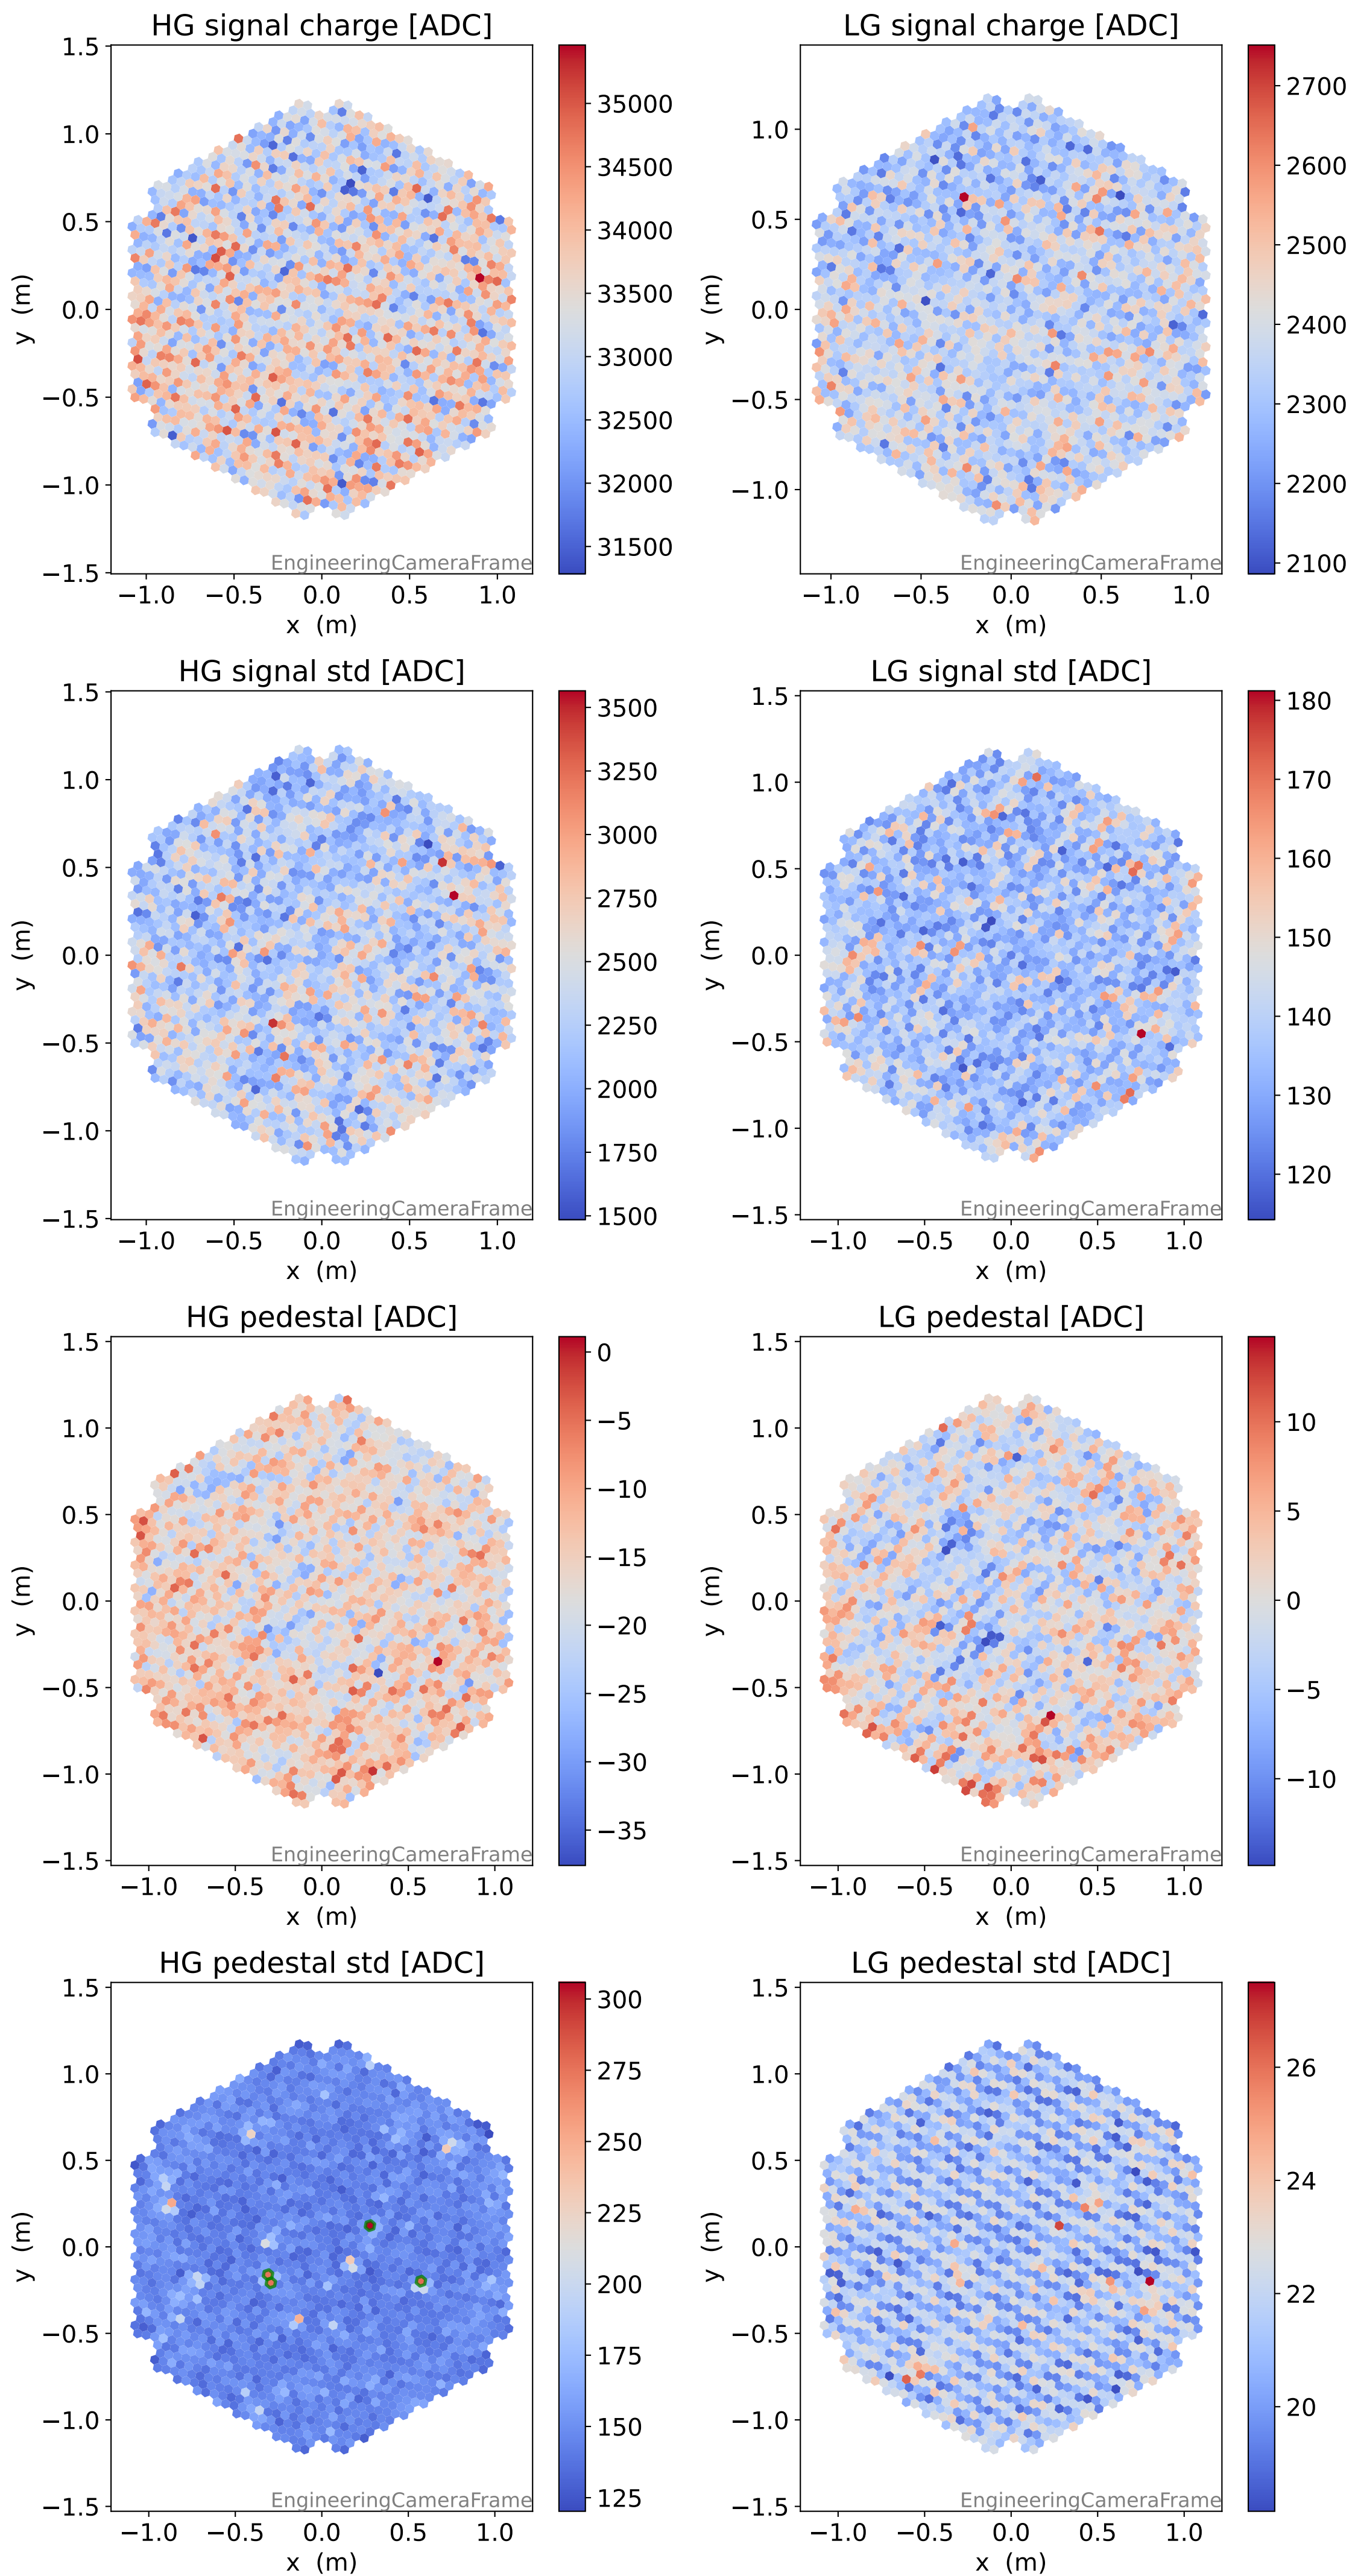 HG signal charge [ADC]
1.5
1.0
0.5
0.0
−0.5
−1.0
−1.5
y (m)
−1.0 −0.5 0.0 0.5 1.0
x (m)
EngineeringCameraFrame
35000
34500
34000
33500
33000
32500
32000
31500
LG signal charge [ADC]
1.0
0.5
0.0
−0.5
−1.0
y (m)
−1.0 −0.5 0.0 0.5 1.0
x (m)
EngineeringCameraFrame
2700
2600
2500
2400
2300
2200
2100
HG signal std [ADC]
1.5
1.0
0.5
0.0
−0.5
−1.0
−1.5
y (m)
−1.0 −0.5 0.0 0.5 1.0
x (m)
EngineeringCameraFrame
3500
3250
3000
2750
2500
2250
2000
1750
1500
LG signal std [ADC]
1.5
1.0
0.5
0.0
−0.5
−1.0
−1.5
y (m)
−1.0 −0.5 0.0 0.5 1.0
x (m)
EngineeringCameraFrame
180
170
160
150
140
130
120
HG pedestal [ADC]
1.5
1.0
0.5
0.0
−0.5
−1.0
−1.5
y (m)
−1.0 −0.5 0.0 0.5 1.0
x (m)
EngineeringCameraFrame
0
−5
−10
−15
−20
−25
−30
−35
LG pedestal [ADC]
1.5
1.0
0.5
0.0
−0.5
−1.0
−1.5
y (m)
−1.0 −0.5 0.0 0.5 1.0
x (m)
EngineeringCameraFrame
10
5
0
−5
−10
HG pedestal std [ADC]
1.5
1.0
0.5
0.0
−0.5
−1.0
−1.5
y (m)
−1.0 −0.5 0.0 0.5 1.0
x (m)
EngineeringCameraFrame
300
275
250
225
200
175
150
125
LG pedestal std [ADC]
1.5
1.0
0.5
0.0
−0.5
−1.0
−1.5
y (m)
−1.0 −0.5 0.0 0.5 1.0
x (m)
EngineeringCameraFrame
26
24
22
20